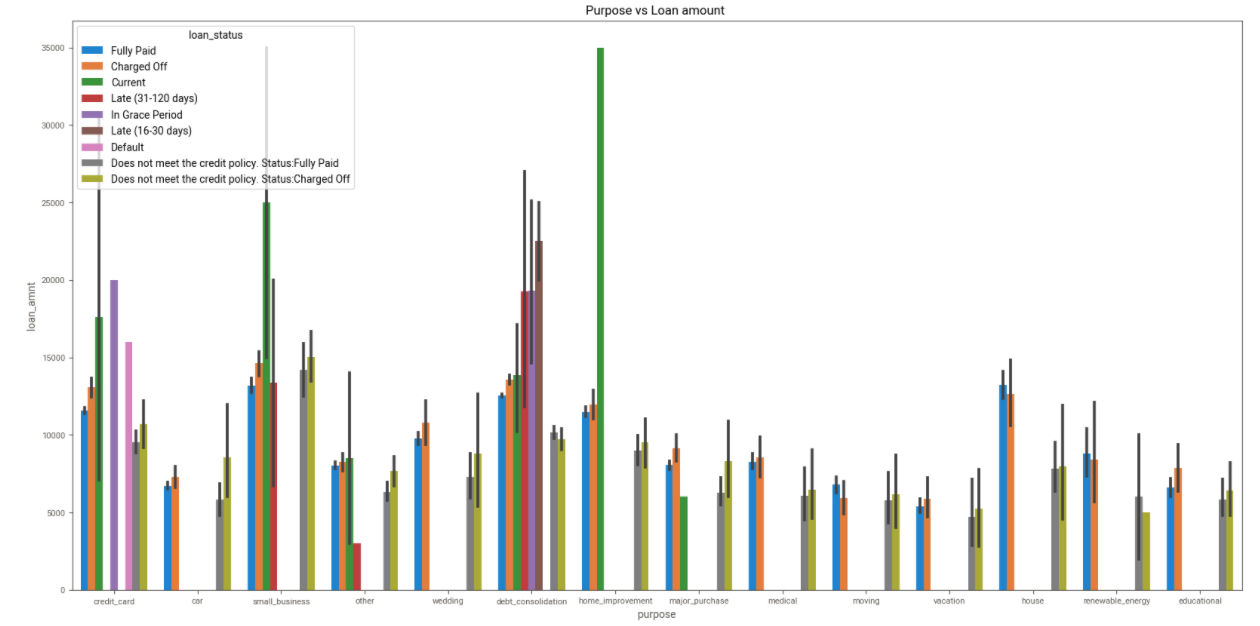 Purpose vs Loan amount
loan_status
Fully Paid
Charged Off
Current
Late (31-120 days)
In Grace Period
Late (16-30 days)
Default
Does not meet the credit policy. Status:Fully Paid
Does not meet the credit policy. Status:Charged Off
loan_amnt
35000
30000
25000
20000
15000
10000
5000
0
credit_card car small_business other wedding debt_consolidation home_improvement major_purchase medical moving vacation house renewable_energy educational
purpose